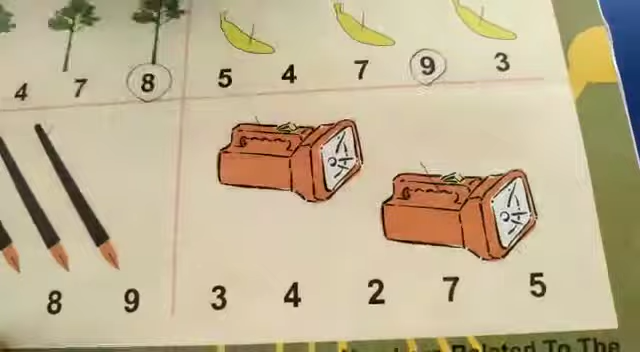 4 7 8
5 4 7 9 3
8 9
3 4 2 7 5
Related To The